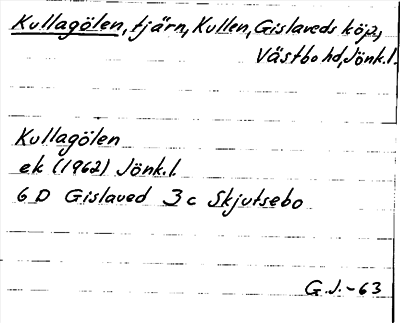 Kullagölen, tjärn, Kullen, Gislaveds köp,
Västbo hd, Jönk.l.
Kullagölen
ek (1962) Jönk.l.
6 D Gislaved 3 c Skjutsebo
G.J.-63